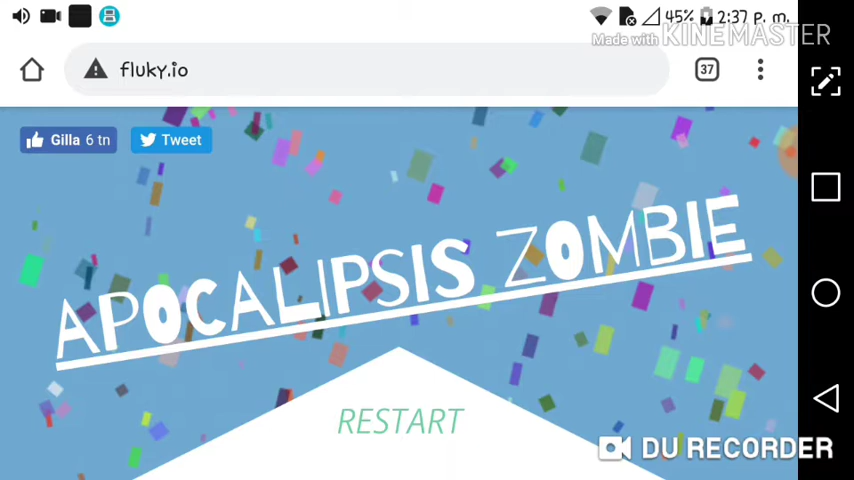 45% 2:37 p. m.
Made with KINEMASTER
fluky.io
37
Gilla 6 tn
Tweet
APOCALIPSIS ZOMBIE
RESTART
DU RECORDER